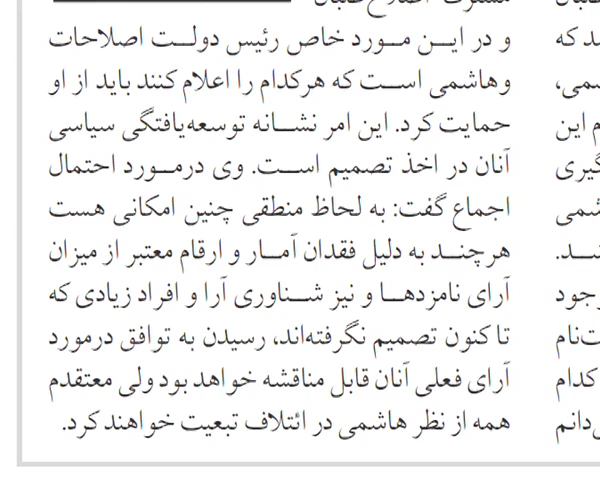 و در این مورد خاص رئیس دولت اصلاحات
وهاشمی است که هرکدام را اعلام کنند باید از او
حمایت کرد. این امر نشانه توسعه‌یافتگی سیاسی
آنان در اخذ تصمیم است. وی درمورد احتمال
اجماع گفت: به لحاظ منطقی چنین امکانی هست
هرچند به دلیل فقدان آمار و ارقام معتبر از میزان
آرای نامزدها و نیز شناوری آرا و افراد زیادی که
تاکنون تصمیم نگرفته‌اند، رسیدن به توافق درمورد
آرای فعلی آنان قابل مناقشه خواهد بود ولی معتقدم
همه از نظر هاشمی در ائتلاف تبعیت خواهند کرد.